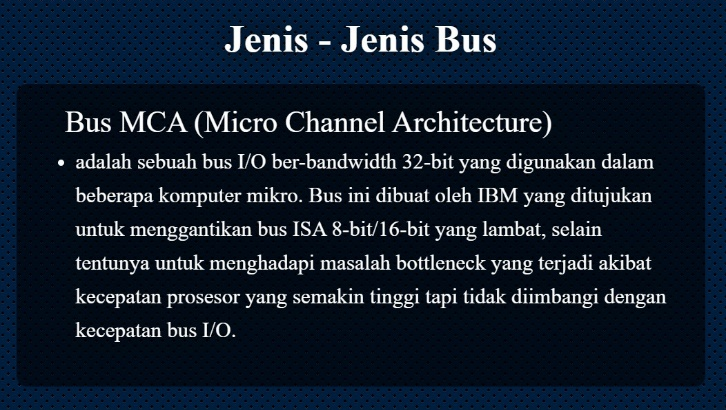 Jenis - Jenis Bus
Bus MCA (Micro Channel Architecture)
• adalah sebuah bus I/O ber-bandwidth 32-bit yang digunakan dalam
beberapa komputer mikro. Bus ini dibuat oleh IBM yang ditujukan
untuk menggantikan bus ISA 8-bit/16-bit yang lambat, selain
tentunya untuk menghadapi masalah bottleneck yang terjadi akibat
kecepatan prosesor yang semakin tinggi tapi tidak diimbangi dengan
kecepatan bus I/O.